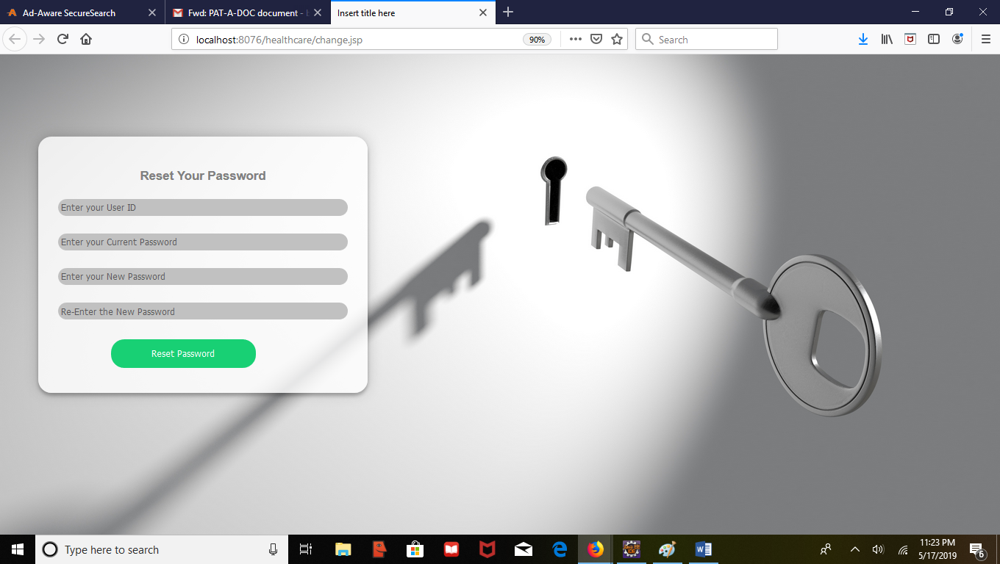 Ad-Aware SecureSearch
Fwd: PAT-A-DOC document -
Insert title here
localhost:8076/healthcare/change.jsp
90%
Search
Reset Your Password
Enter your User ID
Enter your Current Password
Enter your New Password
Re-Enter the New Password
Reset Password
Type here to search
11:23 PM
5/17/2019
6